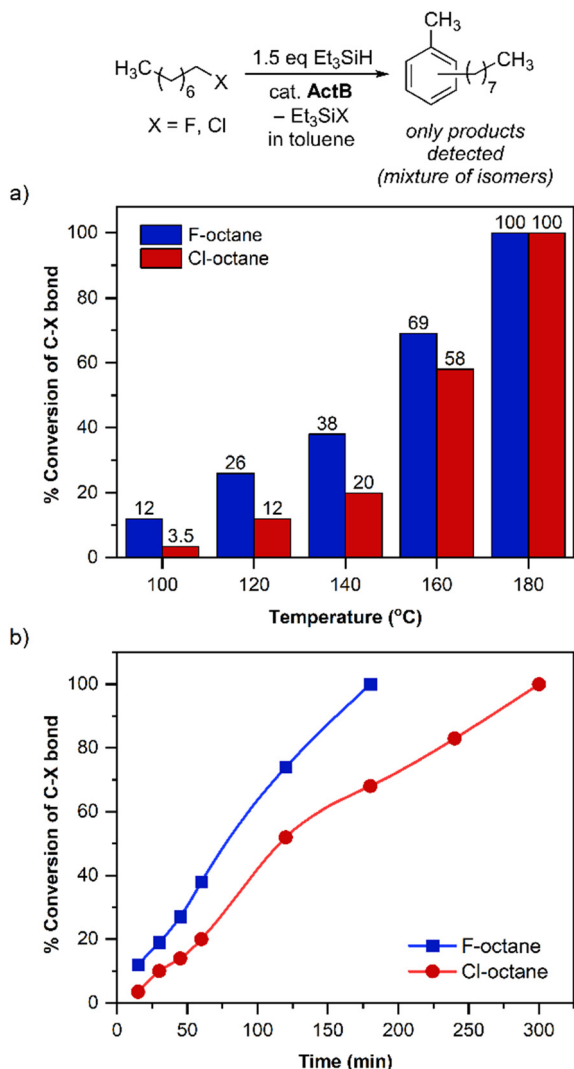 CH₃
H₃C
6
X
1.5 eq Et₃SiH
cat. ActB
– Et₃SiX
in toluene
CH₃
7
X = F, Cl
only products
detected
(mixture of isomers)
a)
% Conversion of C-X bond
100
80
60
40
20
0
F-octane
Cl-octane
12
3.5
26
12
38
20
69
58
100
100
100
120
140
160
180
Temperature (°C)
b)
% Conversion of C-X bond
100
80
60
40
20
0
F-octane
Cl-octane
0
50
100
150
200
250
300
Time (min)